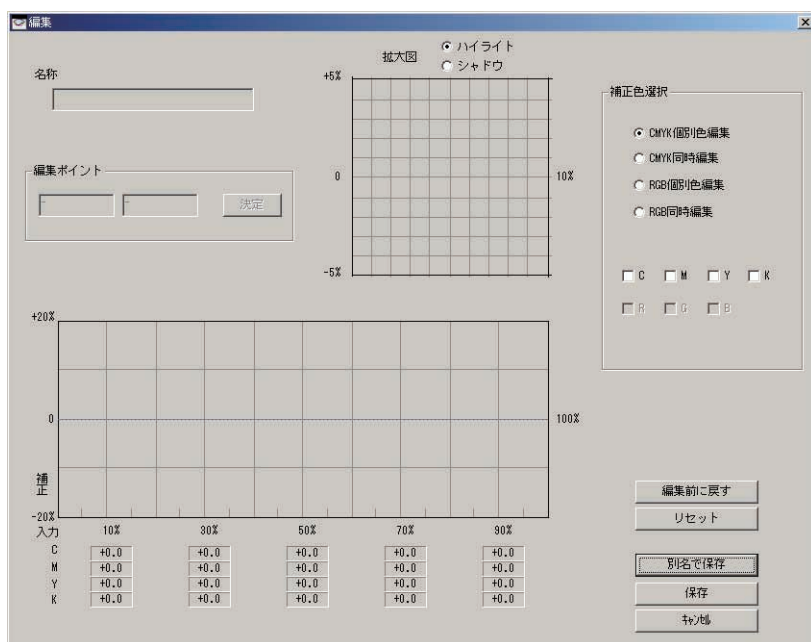 編集
名称
編集ポイント
-
-
決定
拡大図
ハイライト
シャドウ
+5%
0
10%
-5%
補正色選択
CMYK個別色編集
CMYK同時編集
RGB個別色編集
RGB同時編集
C M Y K
R G B
+20%
0
100%
補正
-20%
入力 10% 30% 50% 70% 90%
C +0.0 +0.0 +0.0 +0.0 +0.0
M +0.0 +0.0 +0.0 +0.0 +0.0
Y +0.0 +0.0 +0.0 +0.0 +0.0
K +0.0 +0.0 +0.0 +0.0 +0.0
編集前に戻す
リセット
別名で保存
保存
キャンセル